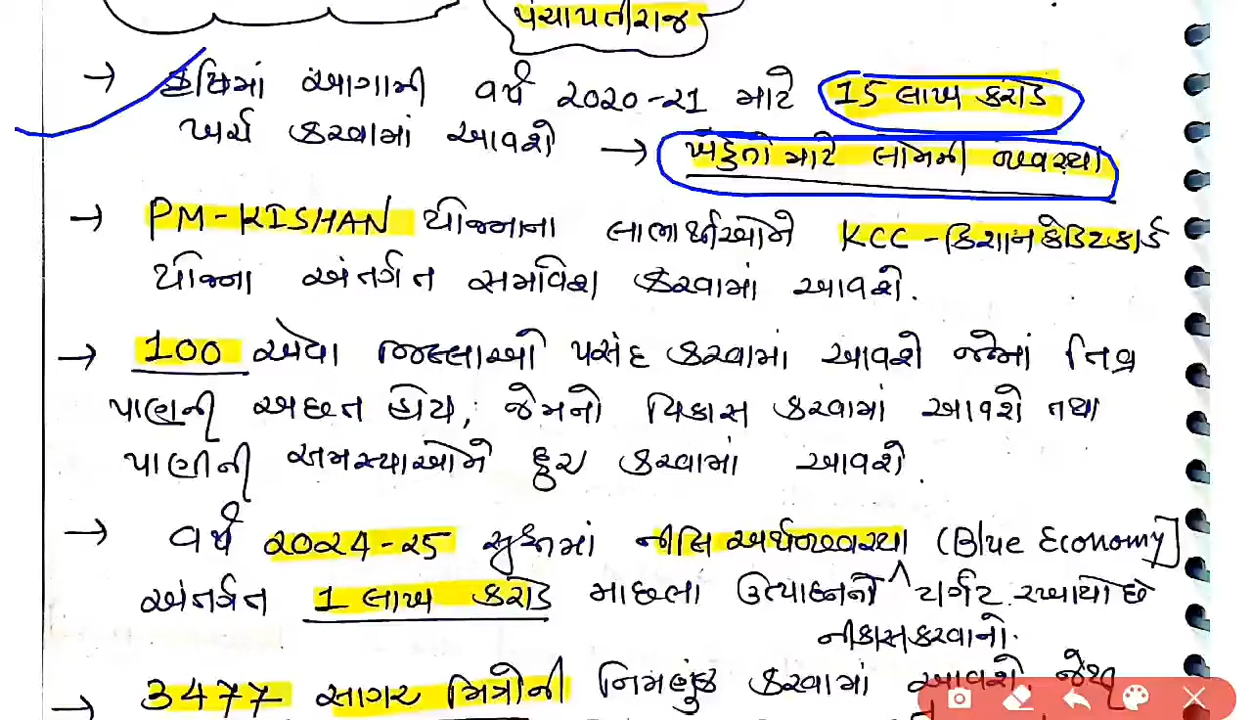 પંચાયતીરાજ
→ કૃષિમાં આગામી વર્ષ 2020-21 માટે 15 લાખ કરોડ
ખર્ચ કરવામાં આવશે → ખેડુતો માટે લોનની વ્યવસ્થા
→ PM-KISHAN યોજનાના લાભાર્થીઓને KCC - કિશાન ક્રેડિટકાર્ડ
યોજના અંતર્ગત સમાવેશ કરવામાં આવશે.
→ 100 એવા જિલ્લાઓ પસંદ કરવામાં આવશે જેમાં તિવ્ર
પાણીની અછત હોય, જેમનો વિકાસ કરવામાં આવશે તથા
પાણીની સમસ્યાઓને દુર કરવામાં આવશે.
→ વર્ષ 2024-25 સુધીમાં નીલિ અર્થવ્યવસ્થા (Blue Economy]
અંતર્ગત 1 લાખ કરોડ માછલા ઉત્પાદનનો ^ ટાર્ગેટ રખાયો છે
નીકાસ કરવાનો.
→ 3477 સાગર મિત્રોની નિમણુંક કરવામાં આવશે. જેથી